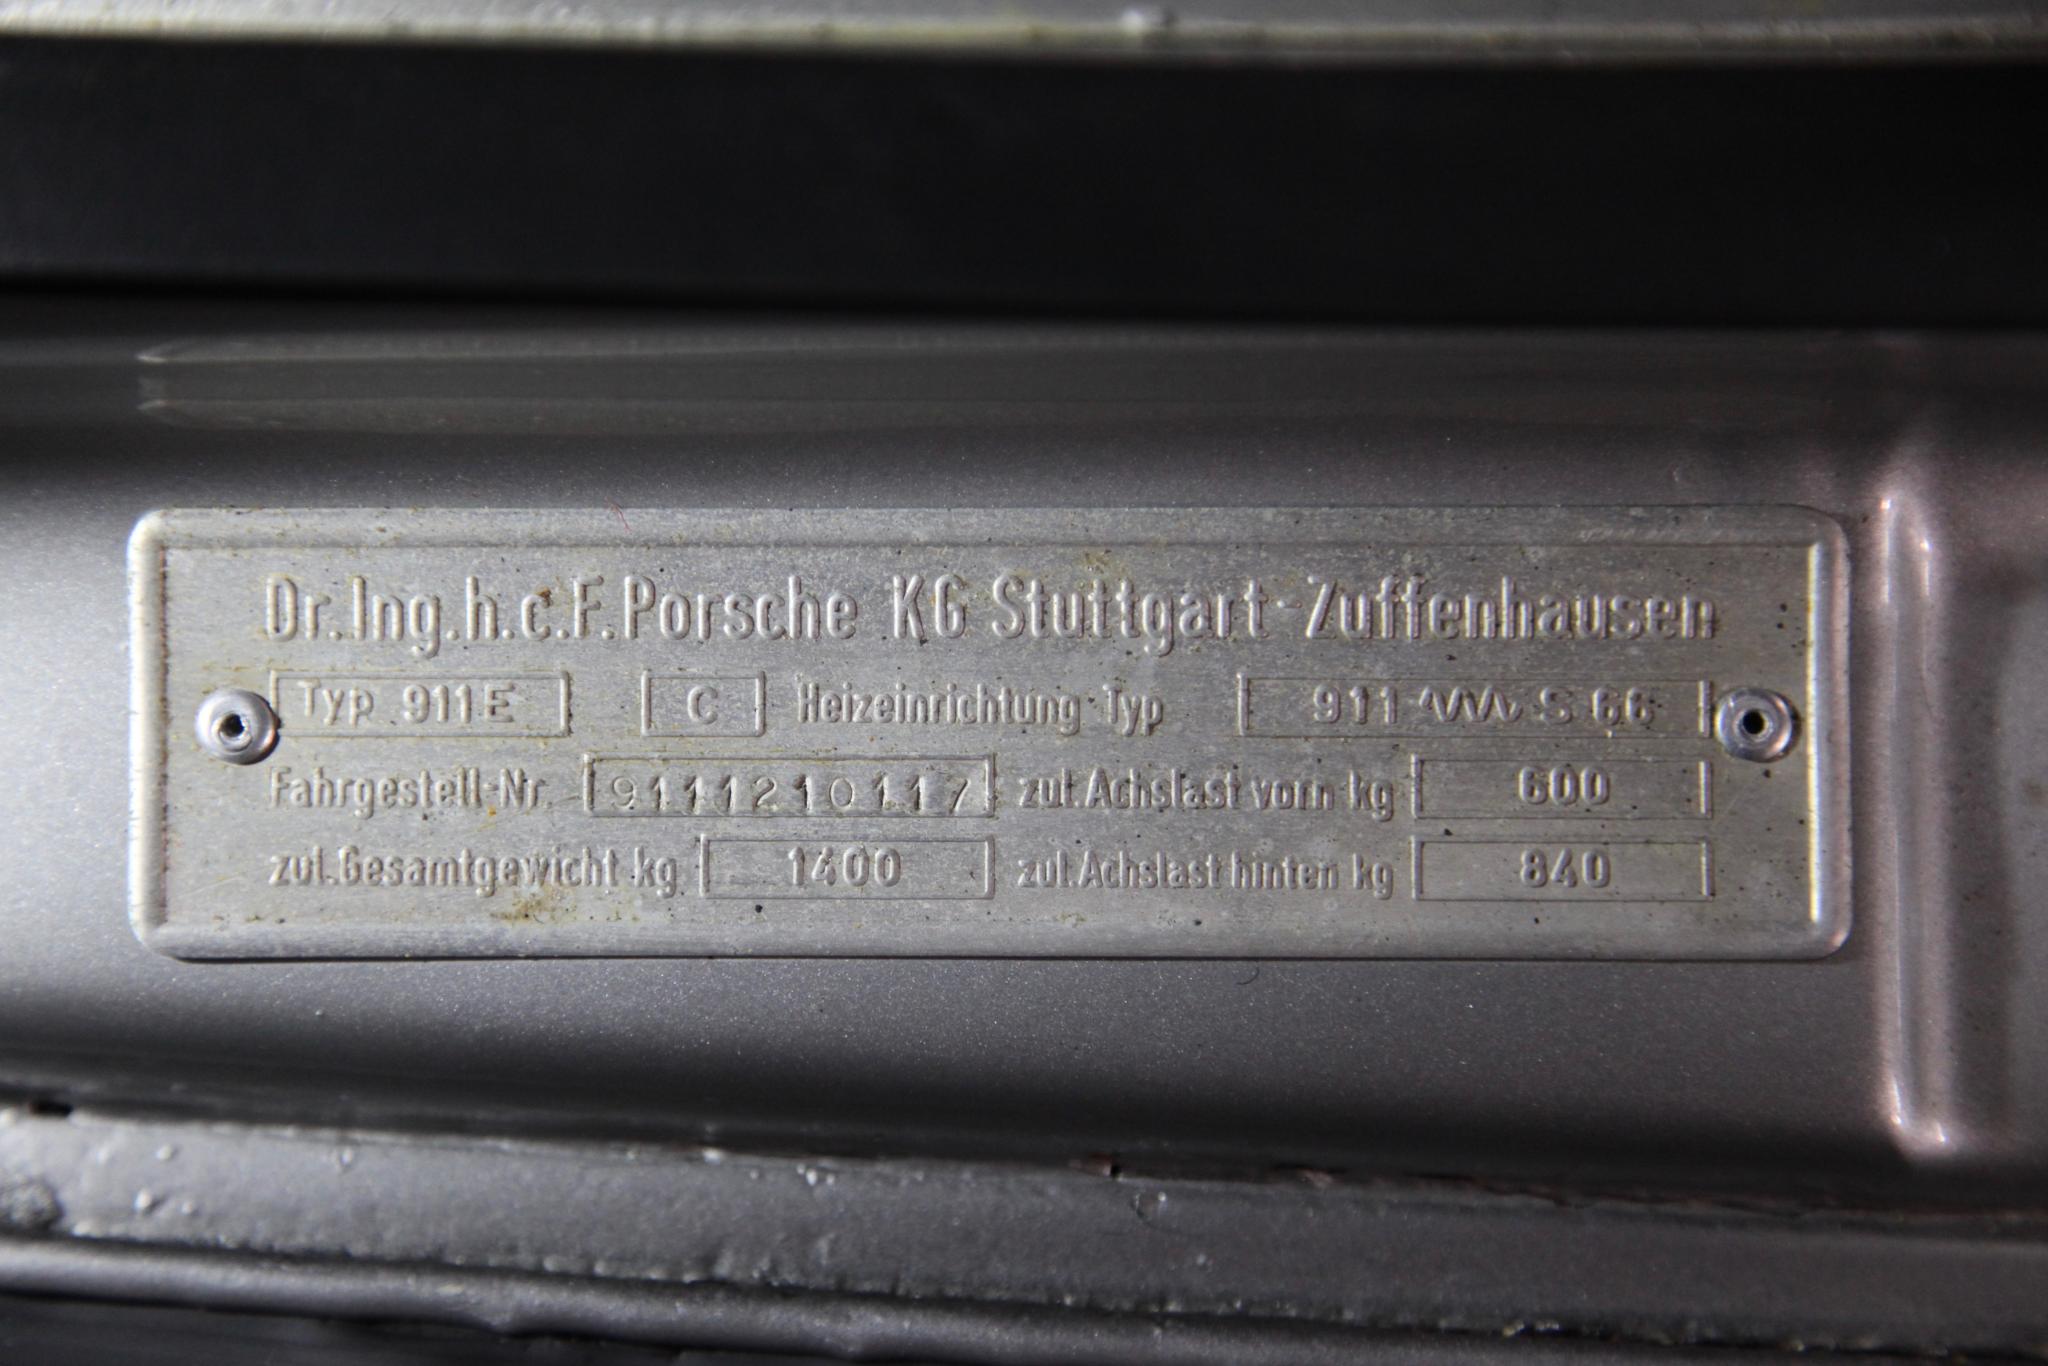 Dr.Ing.h.c.F.Porsche KG Stuttgart-Zuffenhausen
Typ 911E C Heizeinrichtung Typ 911 S 66
Fahrgestell-Nr. 9111210117 zul.Achslast vorn kg 600
zul.Gesamtgewicht kg 1400 zul.Achslast hinten kg 840